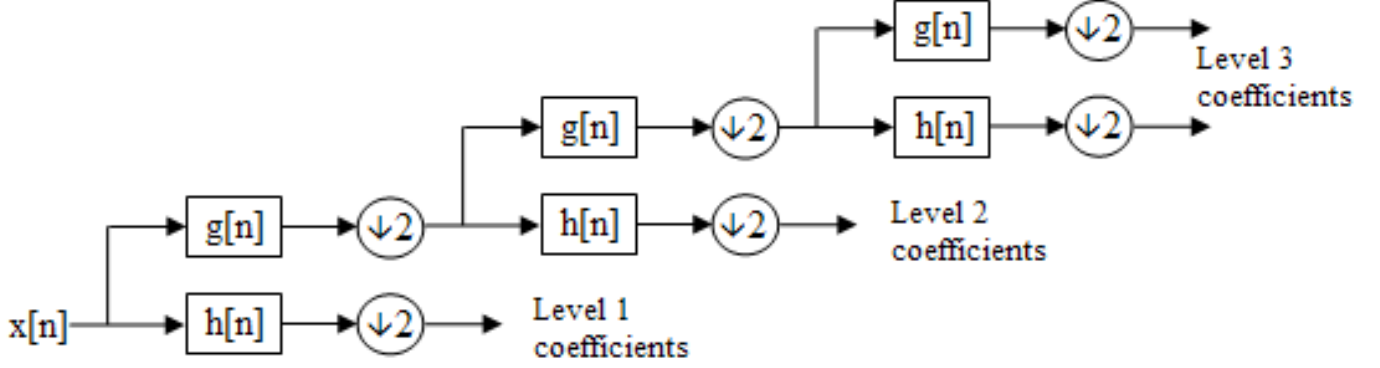 g[n] ↓2
Level 3
coefficients
g[n] ↓2 h[n] ↓2
g[n] ↓2 h[n] ↓2
Level 2
coefficients
x[n] h[n] ↓2
Level 1
coefficients